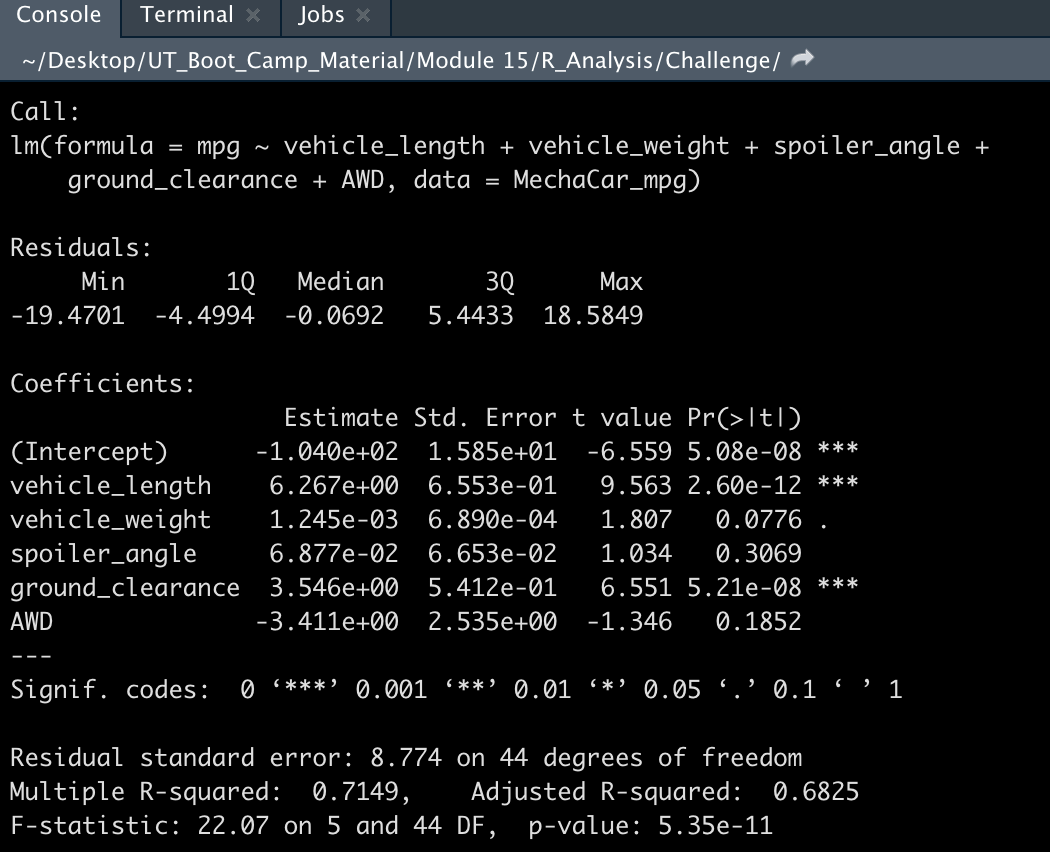 Console Terminal × Jobs ×
~/Desktop/UT_Boot_Camp_Material/Module 15/R_Analysis/Challenge/
Call:
lm(formula = mpg ~ vehicle_length + vehicle_weight + spoiler_angle +
    ground_clearance + AWD, data = MechaCar_mpg)
Residuals:
     Min       1Q   Median       3Q      Max
-19.4701  -4.4994  -0.0692   5.4433  18.5849
Coefficients:
                   Estimate Std. Error t value Pr(>|t|)
(Intercept)      -1.040e+02  1.585e+01  -6.559 5.08e-08 ***
vehicle_length    6.267e+00  6.553e-01   9.563 2.60e-12 ***
vehicle_weight    1.245e-03  6.890e-04   1.807   0.0776 .
spoiler_angle     6.877e-02  6.653e-02   1.034   0.3069
ground_clearance  3.546e+00  5.412e-01   6.551 5.21e-08 ***
AWD              -3.411e+00  2.535e+00  -1.346   0.1852
---
Signif. codes:  0 ‘***’ 0.001 ‘**’ 0.01 ‘*’ 0.05 ‘.’ 0.1 ‘ ’ 1
Residual standard error: 8.774 on 44 degrees of freedom
Multiple R-squared:  0.7149,    Adjusted R-squared:  0.6825
F-statistic: 22.07 on 5 and 44 DF,  p-value: 5.35e-11